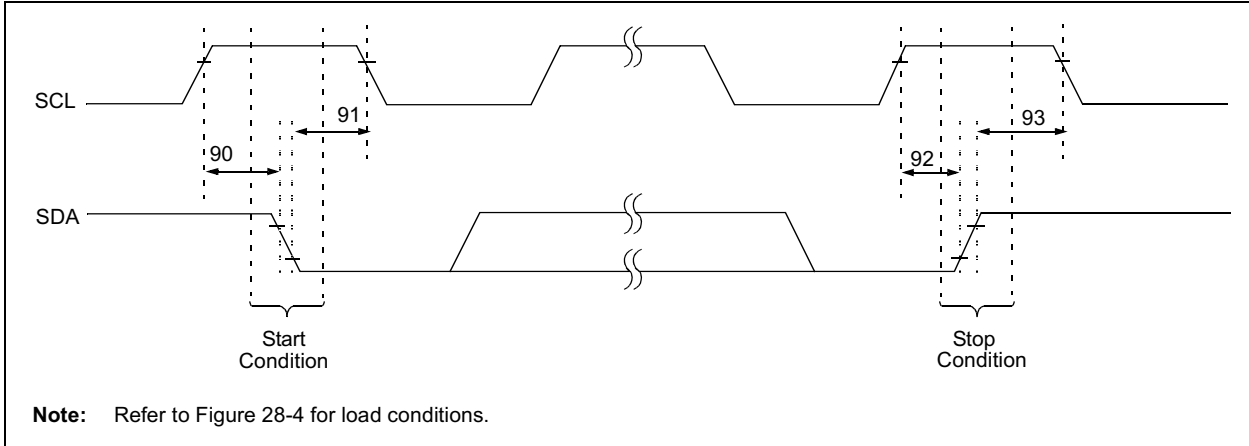 SCL
91
93
90
92
SDA
Start
Condition
Stop
Condition
Note: Refer to Figure 28-4 for load conditions.